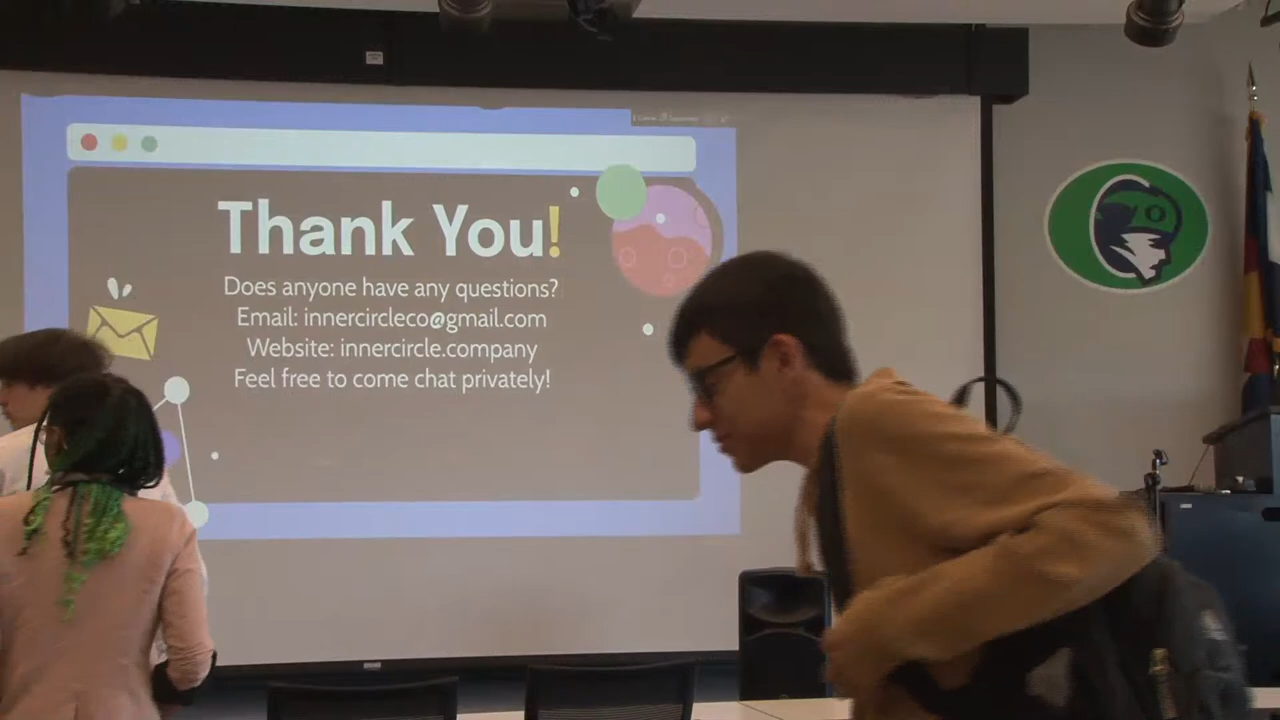 Thank You!
Does anyone have any questions?
Email: innercircleco@gmail.com
Website: innercircle.company
Feel free to come chat privately!